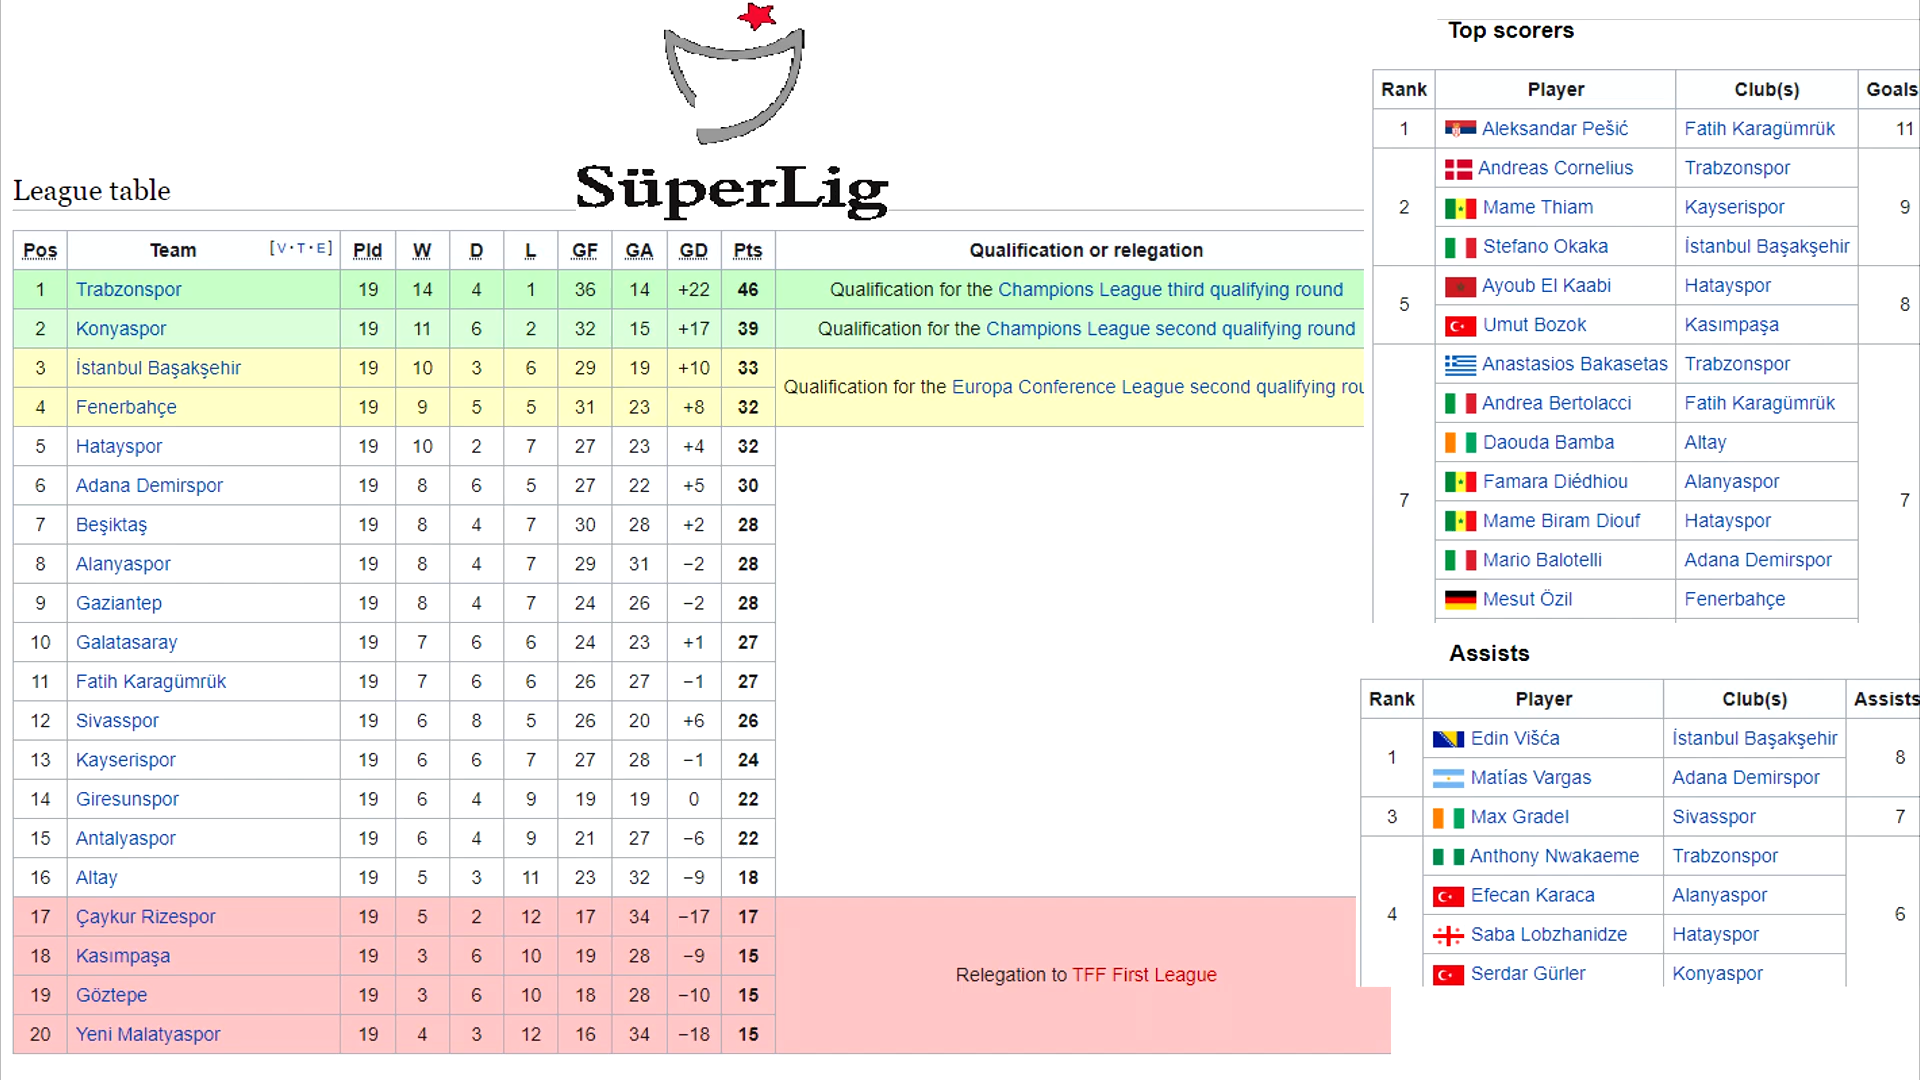 SüperLig
League table
Pos Team [V·T·E] Pld W D L GF GA GD Pts Qualification or relegation
1 Trabzonspor 19 14 4 1 36 14 +22 46 Qualification for the Champions League third qualifying round
2 Konyaspor 19 11 6 2 32 15 +17 39 Qualification for the Champions League second qualifying round
3 İstanbul Başakşehir 19 10 3 6 29 19 +10 33
Qualification for the Europa Conference League second qualifying rou
4 Fenerbahçe 19 9 5 5 31 23 +8 32
5 Hatayspor 19 10 2 7 27 23 +4 32
6 Adana Demirspor 19 8 6 5 27 22 +5 30
7 Beşiktaş 19 8 4 7 30 28 +2 28
8 Alanyaspor 19 8 4 7 29 31 −2 28
9 Gaziantep 19 8 4 7 24 26 −2 28
10 Galatasaray 19 7 6 6 24 23 +1 27
11 Fatih Karagümrük 19 7 6 6 26 27 −1 27
12 Sivasspor 19 6 8 5 26 20 +6 26
13 Kayserispor 19 6 6 7 27 28 −1 24
14 Giresunspor 19 6 4 9 19 19 0 22
15 Antalyaspor 19 6 4 9 21 27 −6 22
16 Altay 19 5 3 11 23 32 −9 18
17 Çaykur Rizespor 19 5 2 12 17 34 −17 17
18 Kasımpaşa 19 3 6 10 19 28 −9 15
Relegation to TFF First League
19 Göztepe 19 3 6 10 18 28 −10 15
20 Yeni Malatyaspor 19 4 3 12 16 34 −18 15
Top scorers
Rank Player Club(s) Goals
1 Aleksandar Pešić Fatih Karagümrük 11
Andreas Cornelius Trabzonspor
2 Mame Thiam Kayserispor 9
Stefano Okaka İstanbul Başakşehir
Ayoub El Kaabi Hatayspor
5 8
Umut Bozok Kasımpaşa
Anastasios Bakasetas Trabzonspor
Andrea Bertolacci Fatih Karagümrük
Daouda Bamba Altay
Famara Diédhiou Alanyaspor
7 7
Mame Biram Diouf Hatayspor
Mario Balotelli Adana Demirspor
Mesut Özil Fenerbahçe
Assists
Rank Player Club(s) Assists
Edin Višća İstanbul Başakşehir
1 8
Matías Vargas Adana Demirspor
3 Max Gradel Sivasspor 7
Anthony Nwakaeme Trabzonspor
Efecan Karaca Alanyaspor
4 6
Saba Lobzhanidze Hatayspor
Serdar Gürler Konyaspor